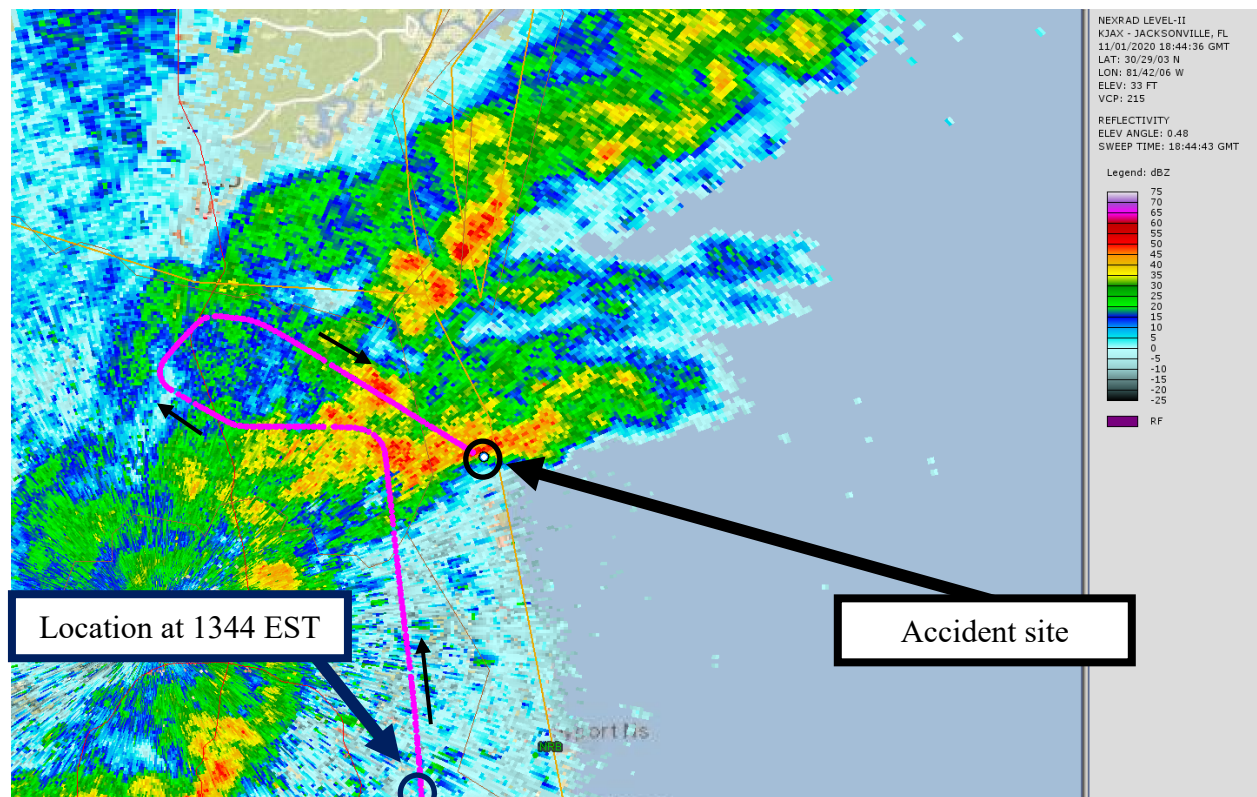 NEXRAD LEVEL-II
KJAX - JACKSONVILLE, FL
11/01/2020 18:44:36 GMT
LAT: 30/29/03 N
LON: 81/42/06 W
ELEV: 33 FT
VCP: 215
REFLECTIVITY
ELEV ANGLE: 0.48
SWEEP TIME: 18:44:43 GMT
Legend: dBZ
75
70
65
60
55
50
45
40
35
30
25
20
15
10
5
0
-5
-10
-15
-20
-25
RF
Location at 1344 EST
Accident site
NRB